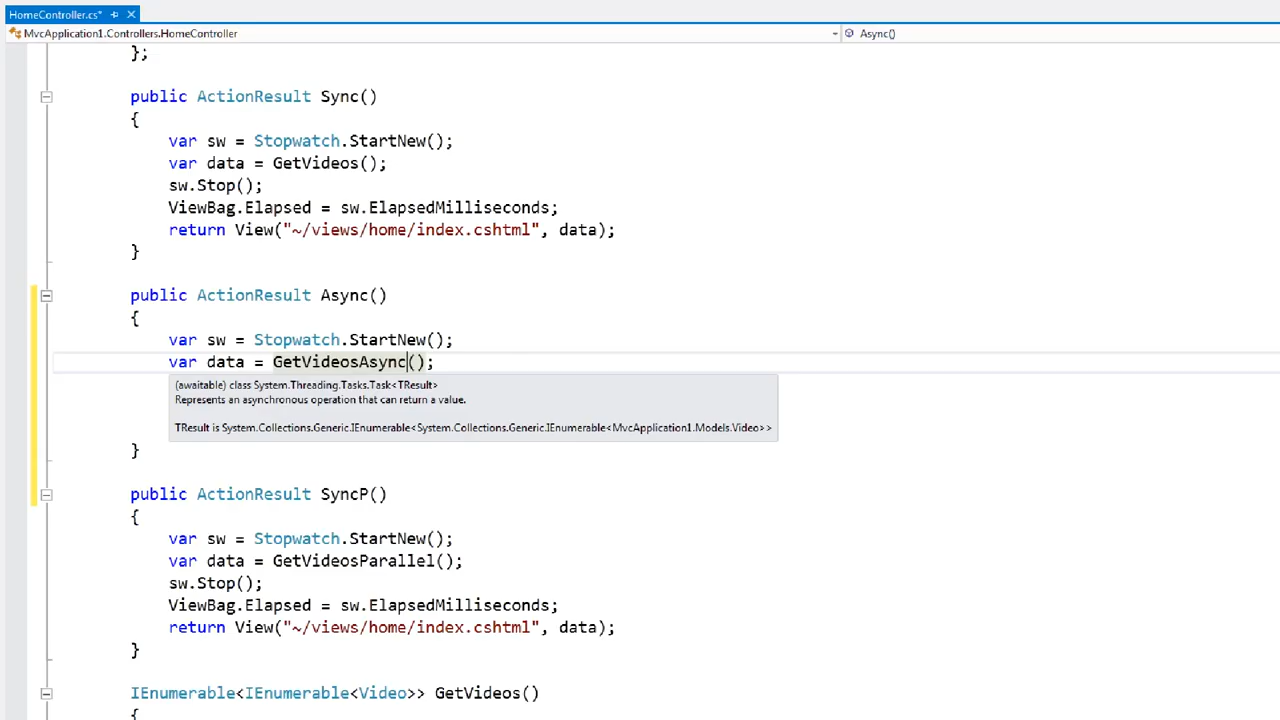 HomeController.cs*
MvcApplication1.Controllers.HomeController
Async()
};
public ActionResult Sync()
{
var sw = Stopwatch.StartNew();
var data = GetVideos();
sw.Stop();
ViewBag.Elapsed = sw.ElapsedMilliseconds;
return View("~/views/home/index.cshtml", data);
}
public ActionResult Async()
{
var sw = Stopwatch.StartNew();
var data = GetVideosAsync();
(awaitable) class System.Threading.Tasks.Task<TResult>
Represents an asynchronous operation that can return a value.
TResult is System.Collections.Generic.IEnumerable<System.Collections.Generic.IEnumerable<MvcApplication1.Models.Video>>
}
public ActionResult SyncP()
{
var sw = Stopwatch.StartNew();
var data = GetVideosParallel();
sw.Stop();
ViewBag.Elapsed = sw.ElapsedMilliseconds;
return View("~/views/home/index.cshtml", data);
}
IEnumerable<IEnumerable<Video>> GetVideos()
{